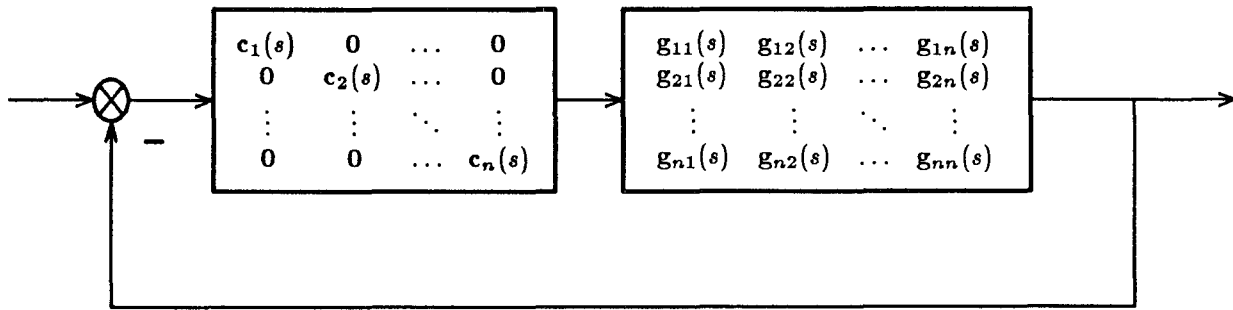 c₁(s) 0 … 0
0 c₂(s) … 0
⋮ ⋮ ⋱ ⋮
0 0 … cₙ(s)
g₁₁(s) g₁₂(s) … g₁ₙ(s)
g₂₁(s) g₂₂(s) … g₂ₙ(s)
⋮ ⋮ ⋱ ⋮
gₙ₁(s) gₙ₂(s) … gₙₙ(s)
−